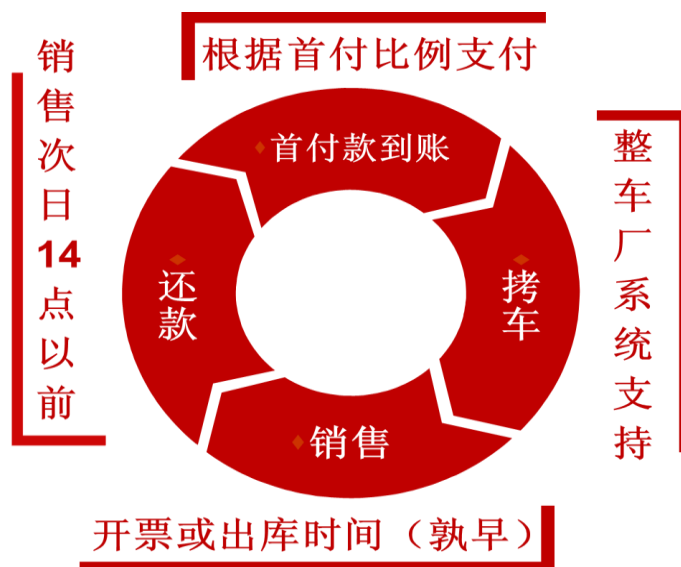 根据首付比例支付
首付款到账
整车厂系统支持
拷车
销售
开票或出库时间（孰早）
还款
销售次日14点以前